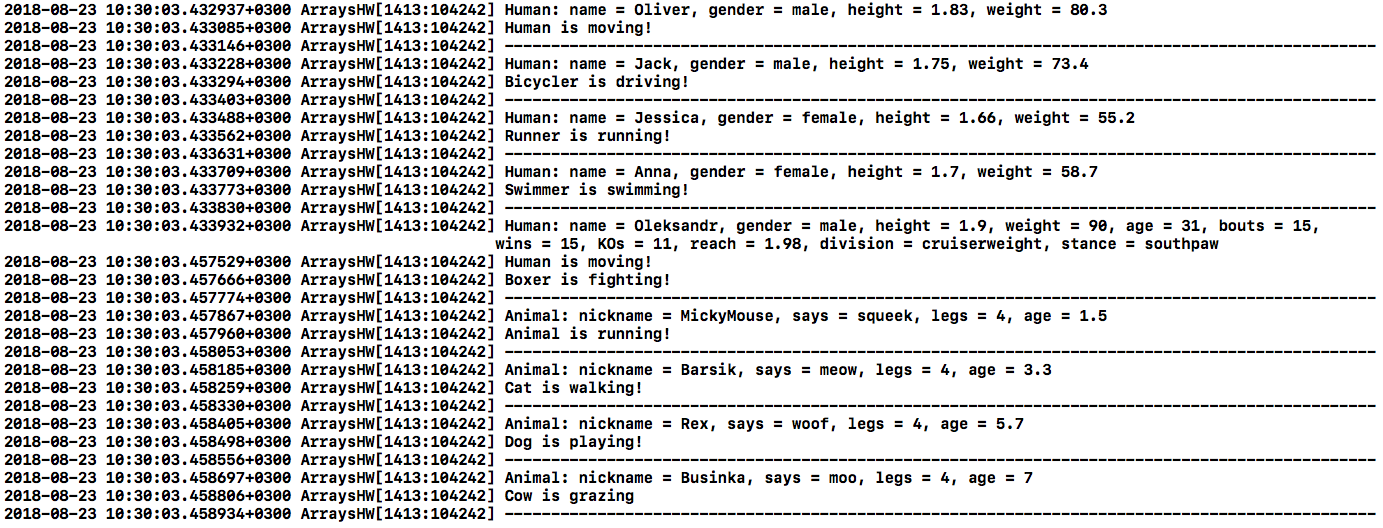 2018-08-23 10:30:03.432937+0300 ArraysHW[1413:104242] Human: name = Oliver, gender = male, height = 1.83, weight = 80.3
2018-08-23 10:30:03.433085+0300 ArraysHW[1413:104242] Human is moving!
2018-08-23 10:30:03.433146+0300 ArraysHW[1413:104242] -----------------------------------------------------------------------------------------------
2018-08-23 10:30:03.433228+0300 ArraysHW[1413:104242] Human: name = Jack, gender = male, height = 1.75, weight = 73.4
2018-08-23 10:30:03.433294+0300 ArraysHW[1413:104242] Bicycler is driving!
2018-08-23 10:30:03.433403+0300 ArraysHW[1413:104242] -----------------------------------------------------------------------------------------------
2018-08-23 10:30:03.433488+0300 ArraysHW[1413:104242] Human: name = Jessica, gender = female, height = 1.66, weight = 55.2
2018-08-23 10:30:03.433562+0300 ArraysHW[1413:104242] Runner is running!
2018-08-23 10:30:03.433631+0300 ArraysHW[1413:104242] -----------------------------------------------------------------------------------------------
2018-08-23 10:30:03.433709+0300 ArraysHW[1413:104242] Human: name = Anna, gender = female, height = 1.7, weight = 58.7
2018-08-23 10:30:03.433773+0300 ArraysHW[1413:104242] Swimmer is swimming!
2018-08-23 10:30:03.433830+0300 ArraysHW[1413:104242] -----------------------------------------------------------------------------------------------
2018-08-23 10:30:03.433932+0300 ArraysHW[1413:104242] Human: name = Oleksandr, gender = male, height = 1.9, weight = 90, age = 31, bouts = 15,
wins = 15, KOs = 11, reach = 1.98, division = cruiserweight, stance = southpaw
2018-08-23 10:30:03.457529+0300 ArraysHW[1413:104242] Human is moving!
2018-08-23 10:30:03.457666+0300 ArraysHW[1413:104242] Boxer is fighting!
2018-08-23 10:30:03.457774+0300 ArraysHW[1413:104242] -----------------------------------------------------------------------------------------------
2018-08-23 10:30:03.457867+0300 ArraysHW[1413:104242] Animal: nickname = MickyMouse, says = squeek, legs = 4, age = 1.5
2018-08-23 10:30:03.457960+0300 ArraysHW[1413:104242] Animal is running!
2018-08-23 10:30:03.458053+0300 ArraysHW[1413:104242] -----------------------------------------------------------------------------------------------
2018-08-23 10:30:03.458185+0300 ArraysHW[1413:104242] Animal: nickname = Barsik, says = meow, legs = 4, age = 3.3
2018-08-23 10:30:03.458259+0300 ArraysHW[1413:104242] Cat is walking!
2018-08-23 10:30:03.458330+0300 ArraysHW[1413:104242] -----------------------------------------------------------------------------------------------
2018-08-23 10:30:03.458405+0300 ArraysHW[1413:104242] Animal: nickname = Rex, says = woof, legs = 4, age = 5.7
2018-08-23 10:30:03.458498+0300 ArraysHW[1413:104242] Dog is playing!
2018-08-23 10:30:03.458556+0300 ArraysHW[1413:104242] -----------------------------------------------------------------------------------------------
2018-08-23 10:30:03.458697+0300 ArraysHW[1413:104242] Animal: nickname = Businka, says = moo, legs = 4, age = 7
2018-08-23 10:30:03.458806+0300 ArraysHW[1413:104242] Cow is grazing
2018-08-23 10:30:03.458934+0300 ArraysHW[1413:104242] -----------------------------------------------------------------------------------------------